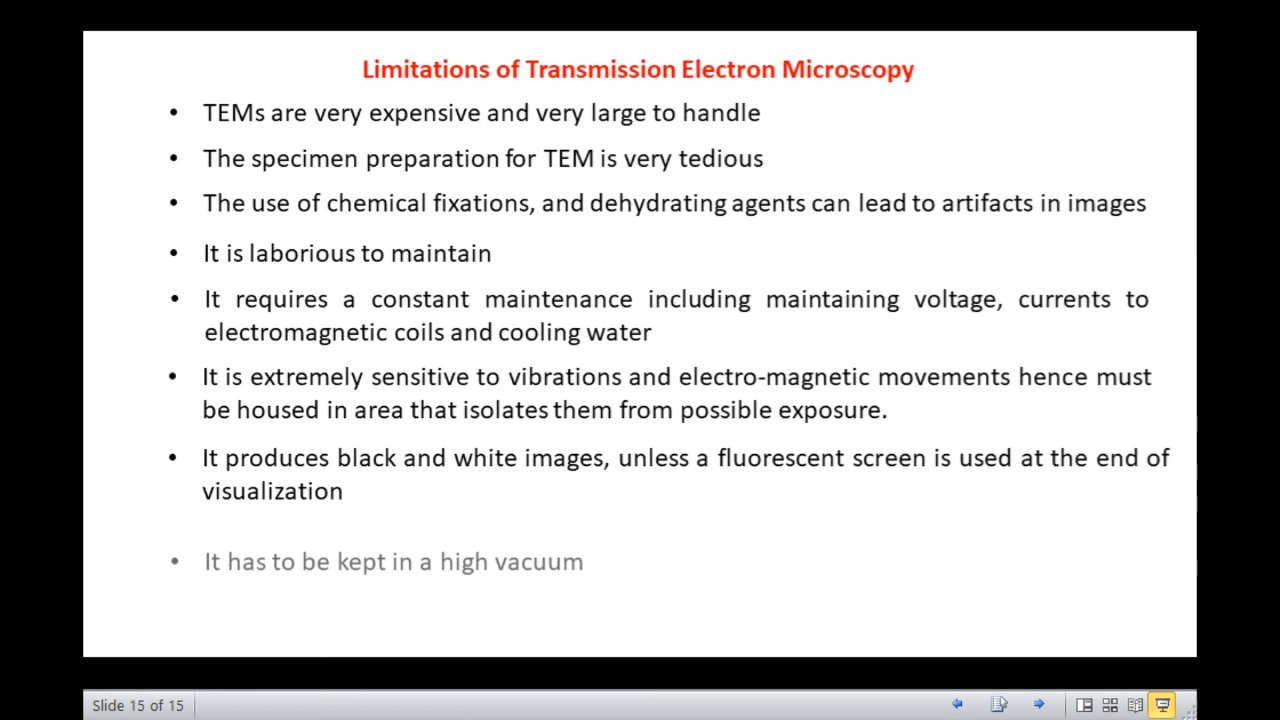 Limitations of Transmission Electron Microscopy
• TEMs are very expensive and very large to handle
• The specimen preparation for TEM is very tedious
• The use of chemical fixations, and dehydrating agents can lead to artifacts in images
• It is laborious to maintain
• It requires a constant maintenance including maintaining voltage, currents to
electromagnetic coils and cooling water
• It is extremely sensitive to vibrations and electro-magnetic movements hence must
be housed in area that isolates them from possible exposure.
• It produces black and white images, unless a fluorescent screen is used at the end of
visualization
• It has to be kept in a high vacuum
Slide 15 of 15